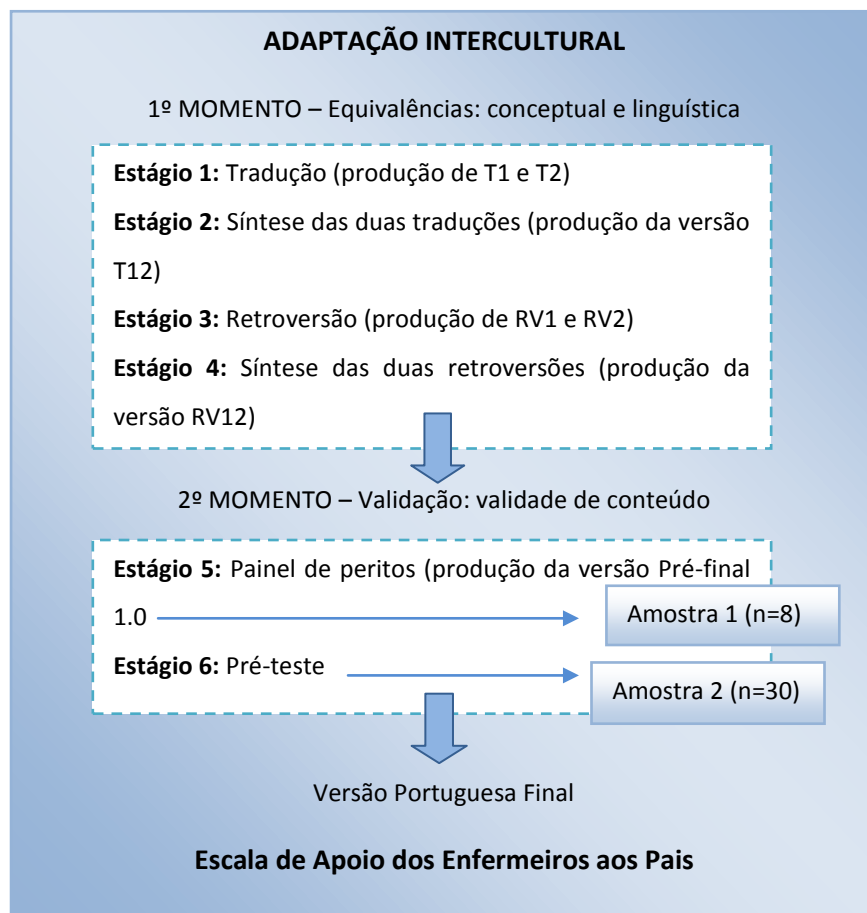 ADAPTAÇÃO INTERCULTURAL
1º MOMENTO – Equivalências: conceptual e linguística
Estágio 1: Tradução (produção de T1 e T2)
Estágio 2: Síntese das duas traduções (produção da versão
T12)
Estágio 3: Retroversão (produção de RV1 e RV2)
Estágio 4: Síntese das duas retroversões (produção da
versão RV12)
2º MOMENTO – Validação: validade de conteúdo
Estágio 5: Painel de peritos (produção da versão Pré-final
1.0
Amostra 1 (n=8)
Estágio 6: Pré-teste
Amostra 2 (n=30)
Versão Portuguesa Final
Escala de Apoio dos Enfermeiros aos Pais